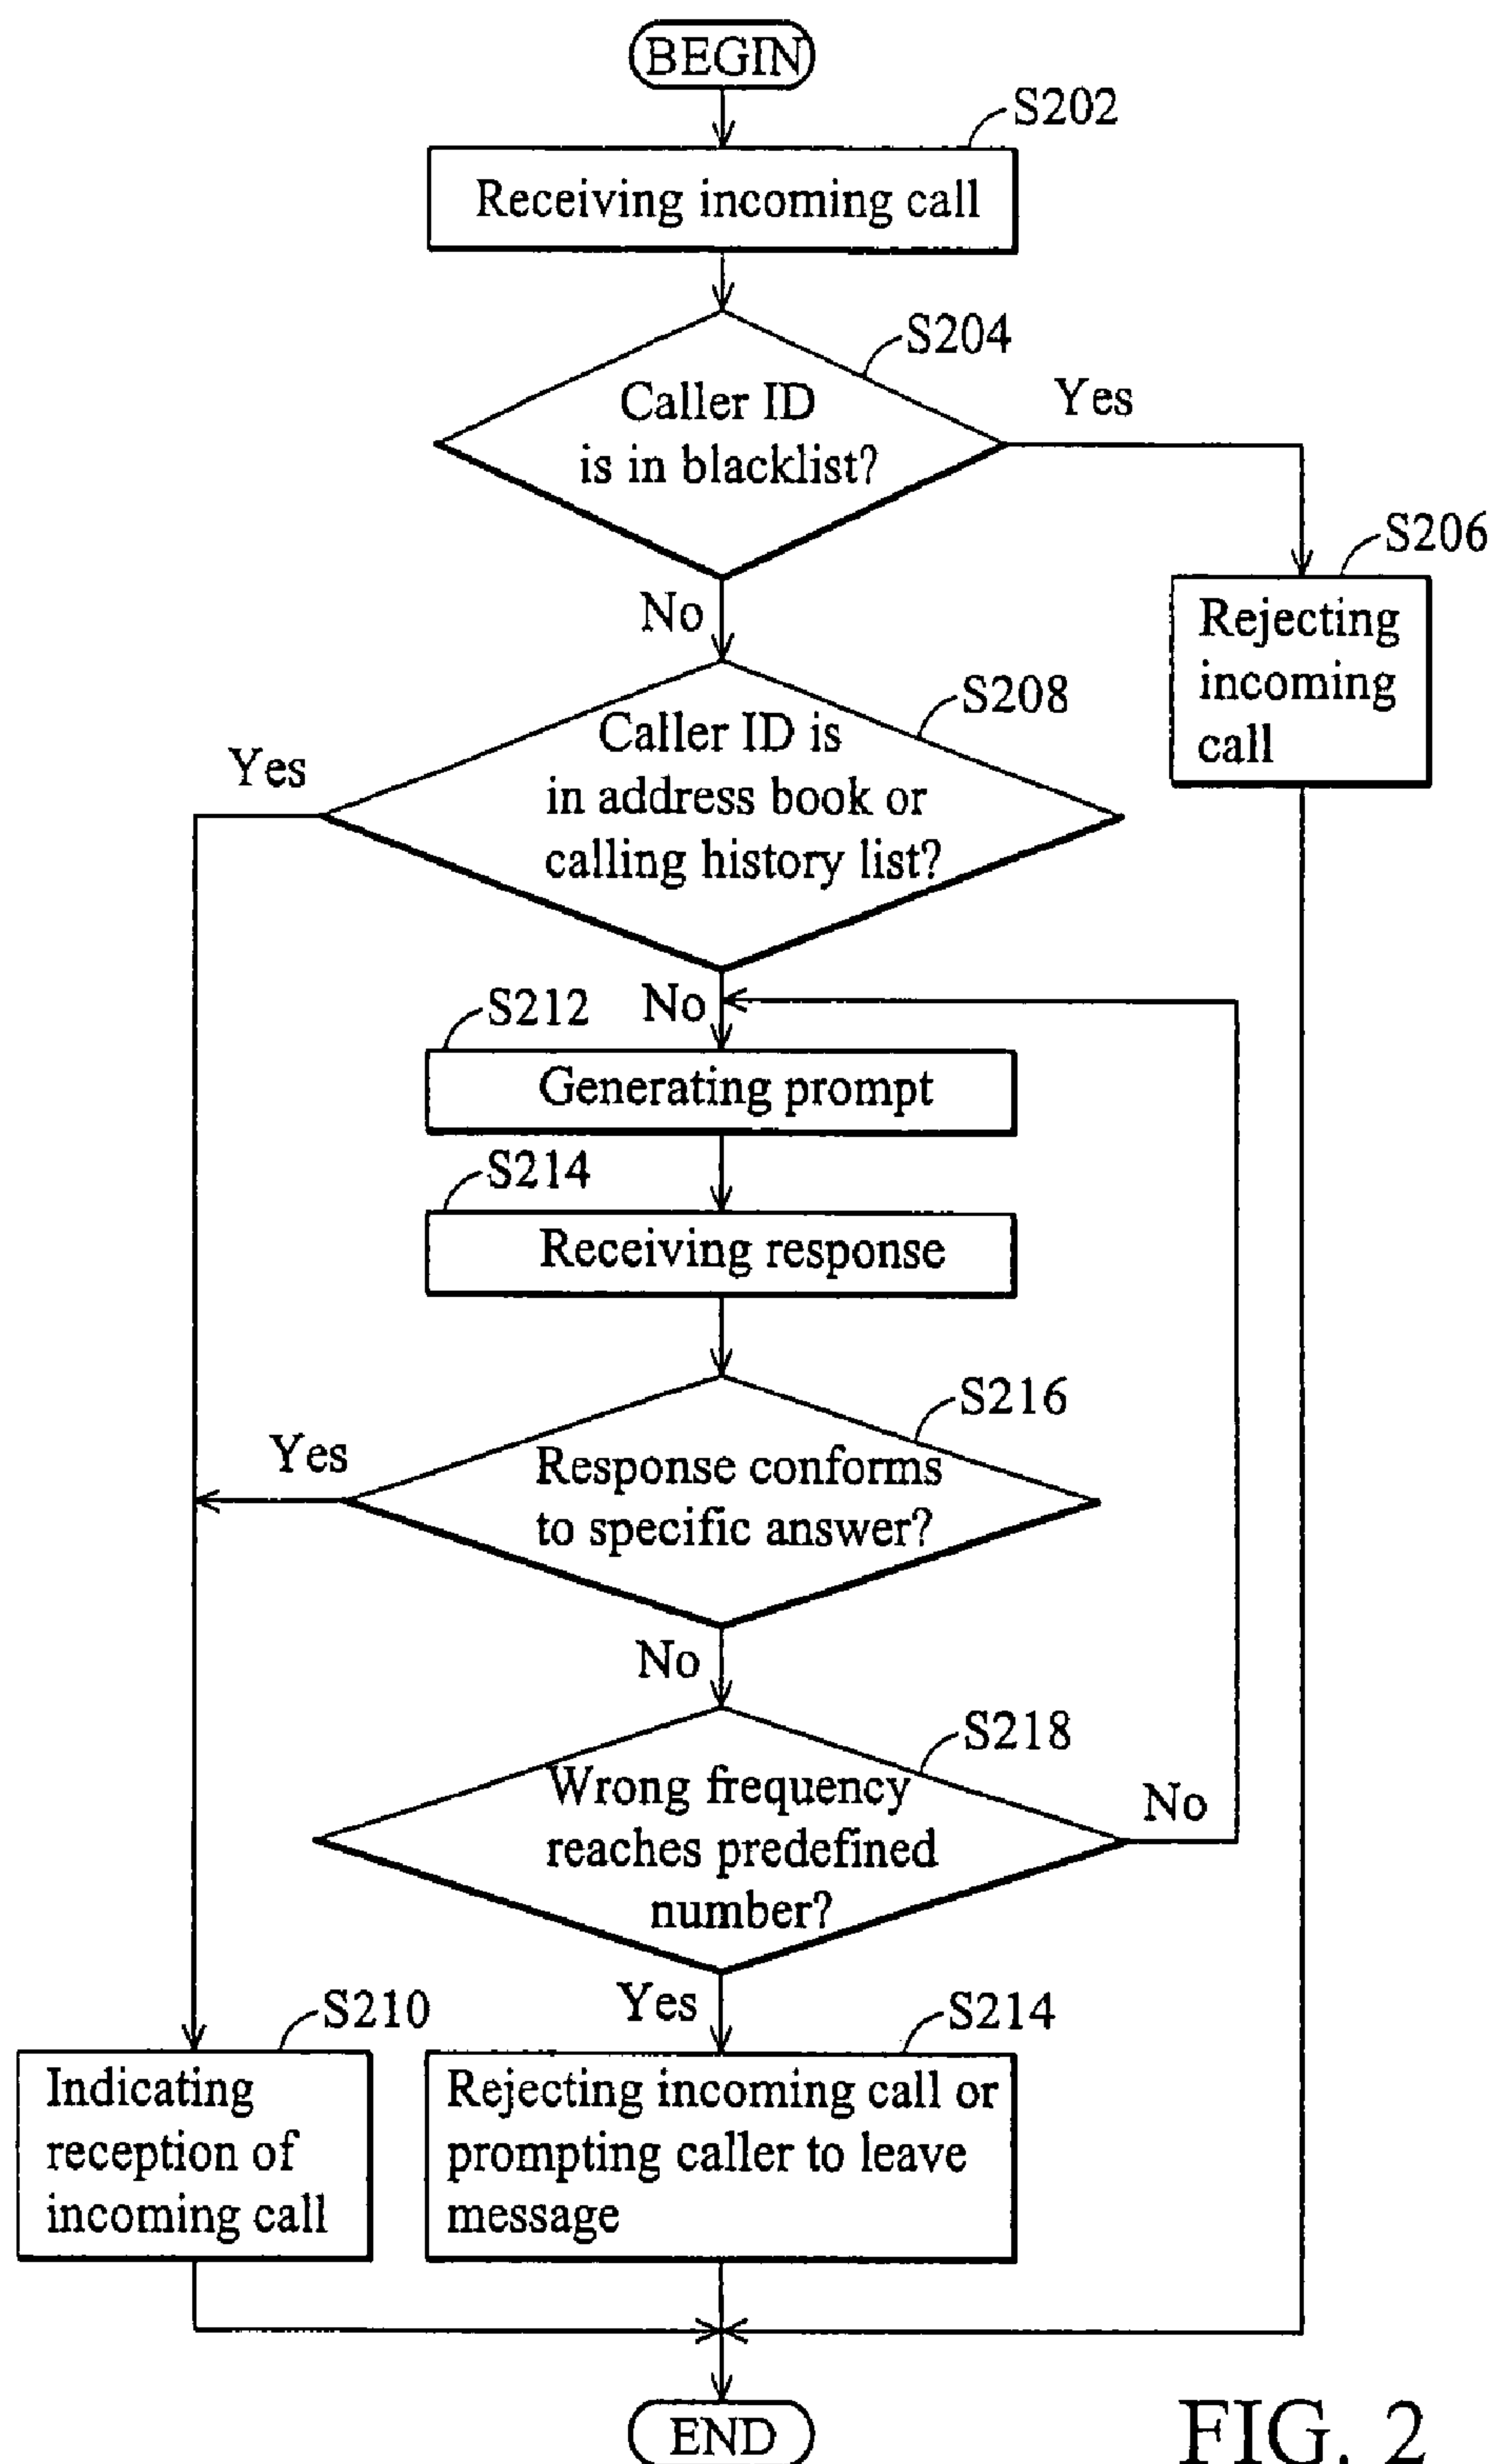 BEGIN
S202
Receiving incoming call
S204
Caller ID
is in blacklist?
Yes
No
S206
Rejecting
incoming
call
S208
Caller ID is
in address book or
calling history list?
Yes
No
S212
Generating prompt
S214
Receiving response
S216
Response conforms
to specific answer?
Yes
No
S218
Wrong frequency
reaches predefined
number?
No
Yes
S210
Indicating
reception of
incoming call
S214
Rejecting incoming call or
prompting caller to leave
message
END
FIG. 2